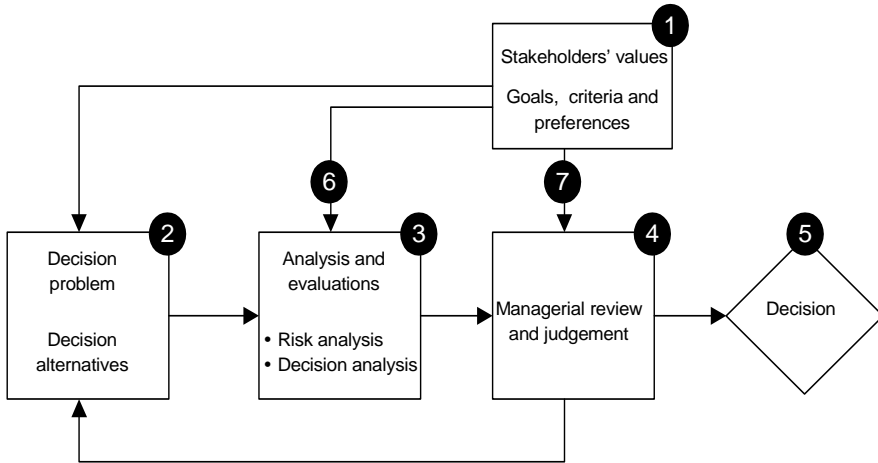 1
Stakeholders’ values
Goals, criteria and
preferences
6
7
2
Decision
problem
Decision
alternatives
3
Analysis and
evaluations
• Risk analysis
• Decision analysis
4
Managerial review
and judgement
5
Decision